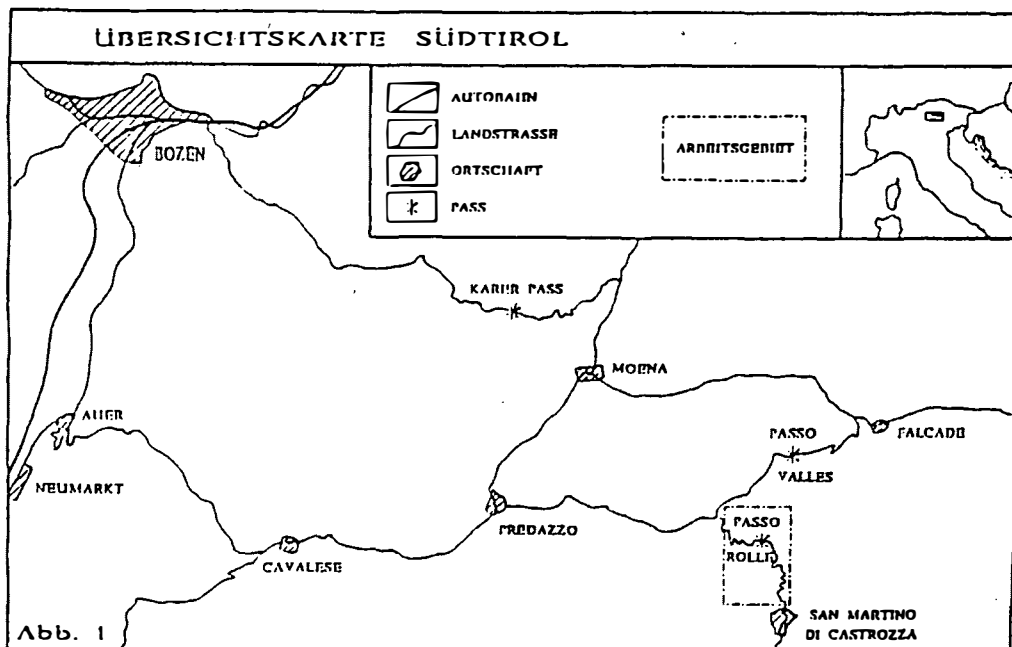 ÜBERSICHTSKARTE SÜDTIROL
AUTOBAHN
LANDSTRASSE
ORTSCHAFT
PASS
ARBEITSGEBIET
BOZEN
KARER PASS
MOENA
AUER
NEUMARKT
PASSO
VALLES
FALCADE
PREDAZZO
CAVALESE
PASSO
ROLLE
SAN MARTINO
DI CASTROZZA
Abb. 1